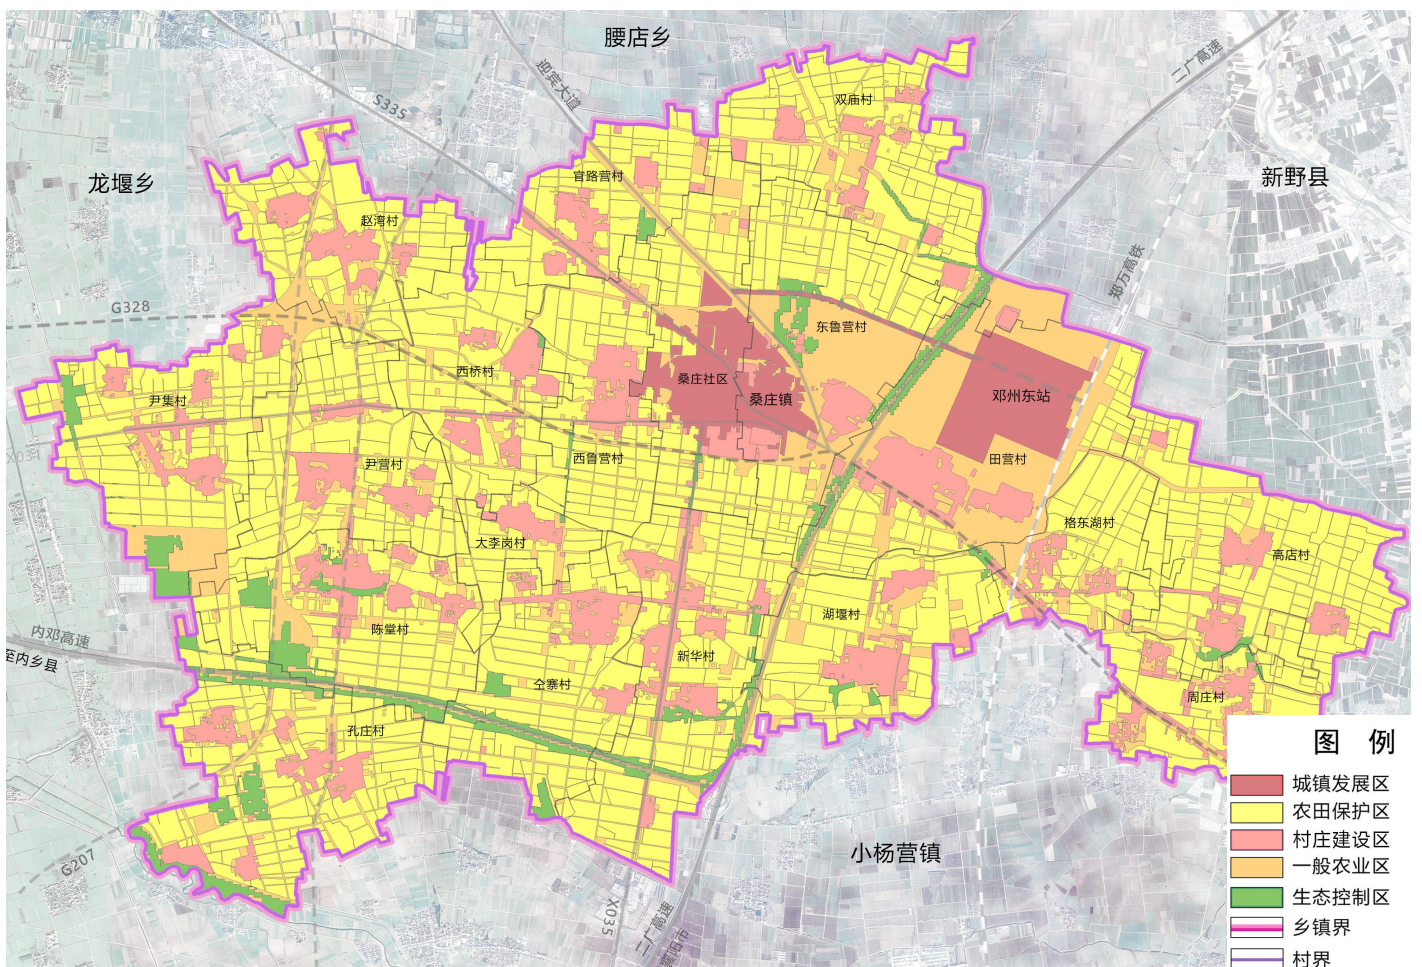 腰店乡
二广高速
迎宾大道
S335
双庙村
新野县
龙堰乡
官路营村
赵湾村
郑万高铁
G328
东鲁营村
西桥村
桑庄社区
桑庄镇
邓州东站
尹集村
X031
尹营村
西鲁营村
田营村
格东湖村
大李岗村
高店村
湖堰村
内邓高速
至内乡县
陈堂村
新华村
仝寨村
周庄村
孔庄村
图 例
城镇发展区
农田保护区
村庄建设区
一般农业区
生态控制区
乡镇界
村界
小杨营镇
G207
X035
二广高速